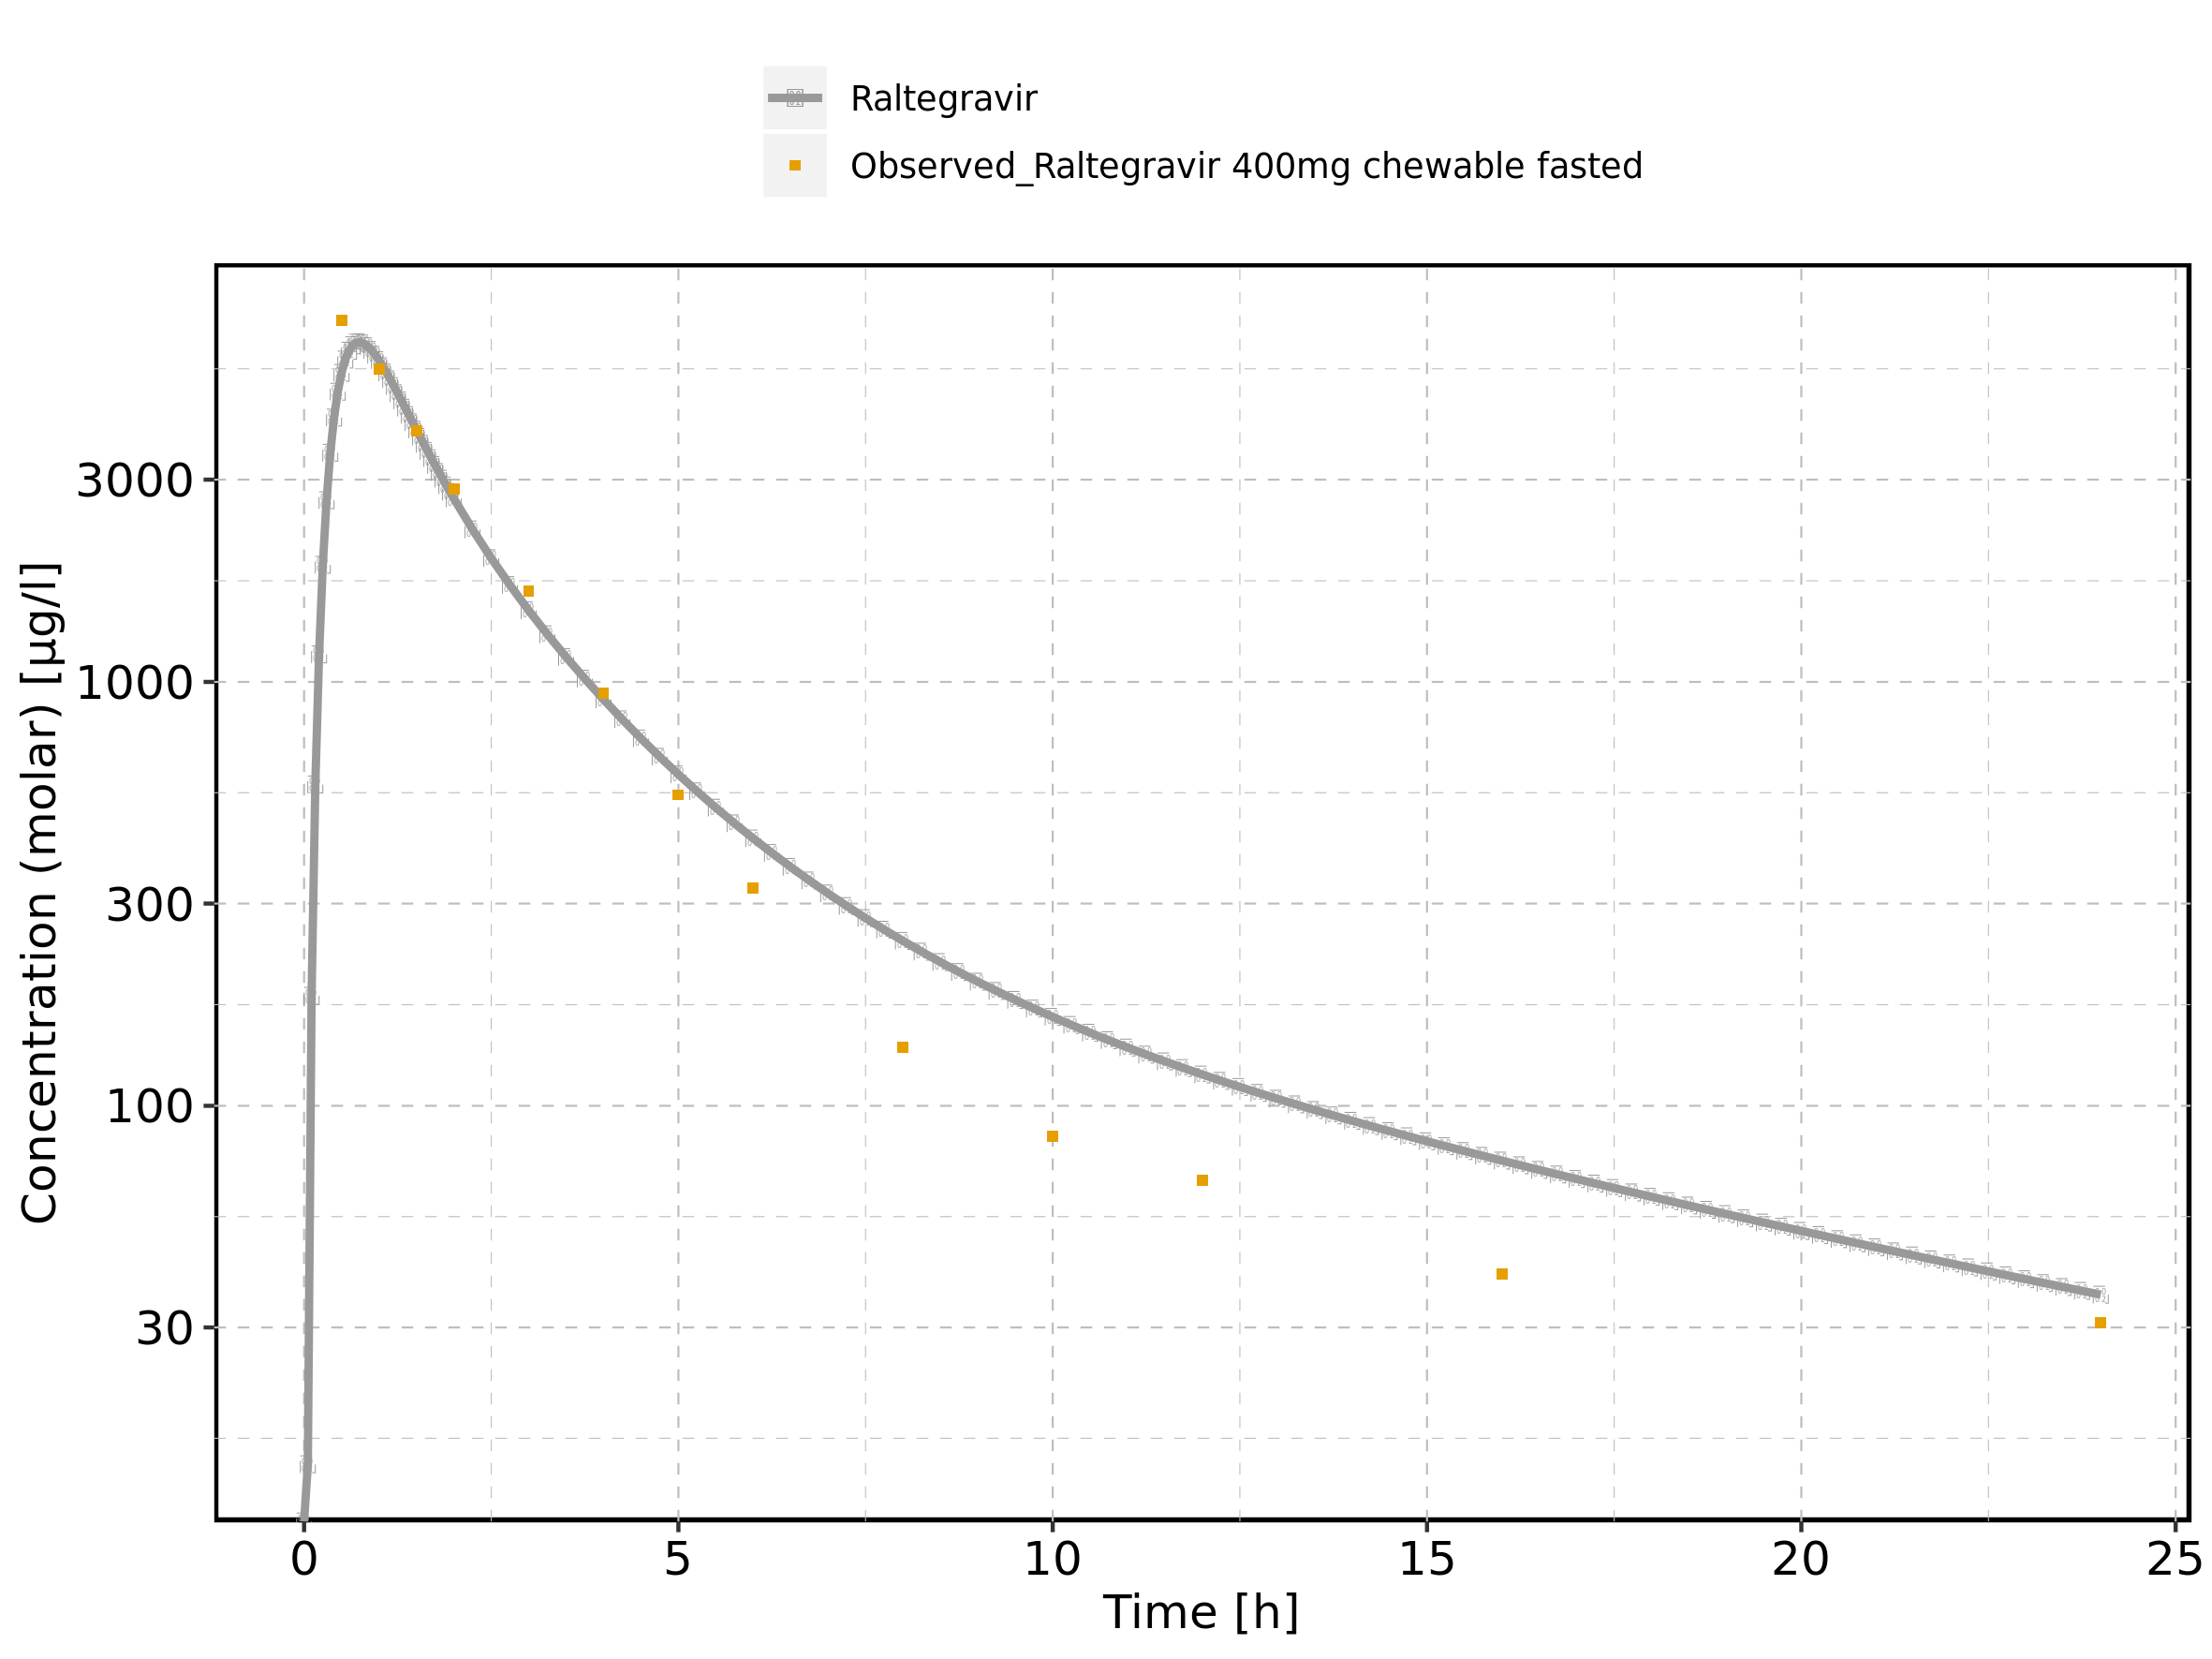 Raltegravir
Observed_Raltegravir 400mg chewable fasted
Concentration (molar) [µg/l]
3000
1000
300
100
30
0 5 10 15 20 25
Time [h]